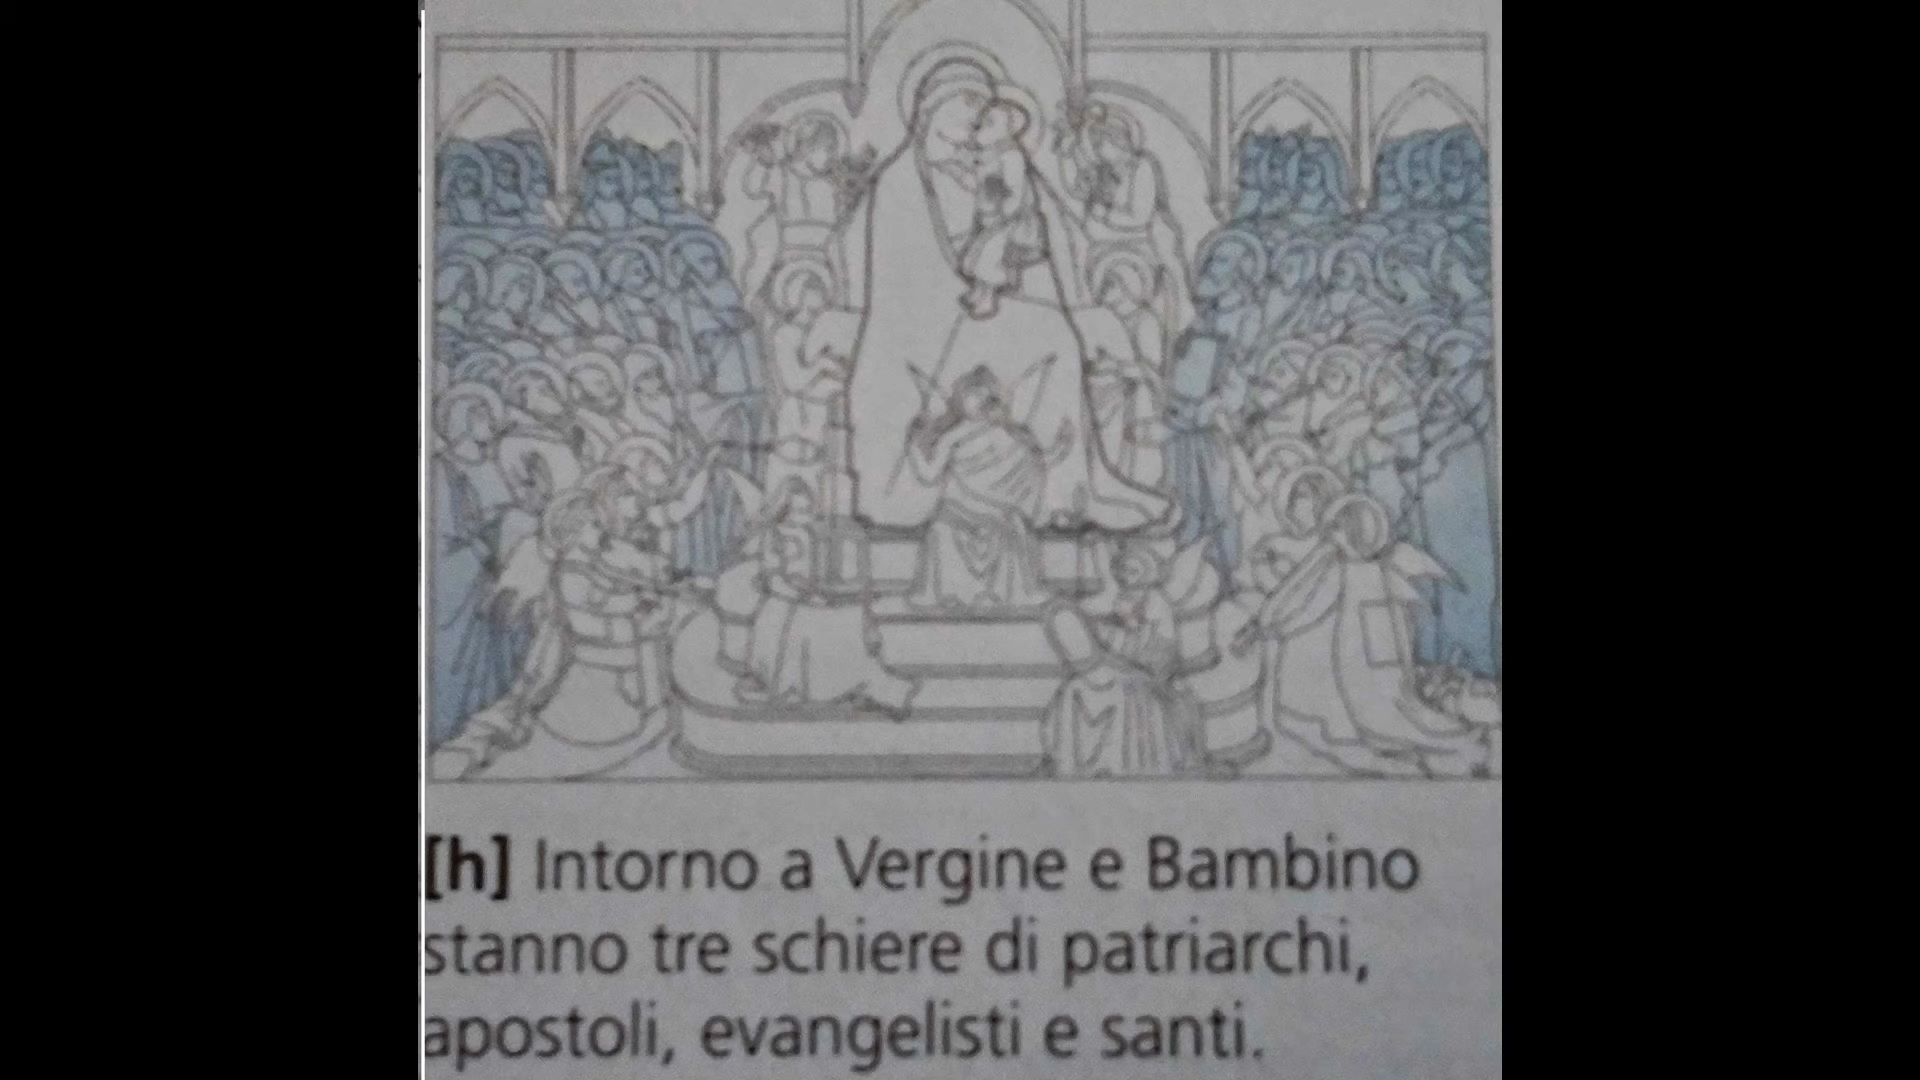 [h] Intorno a Vergine e Bambino
stanno tre schiere di patriarchi,
apostoli, evangelisti e santi.